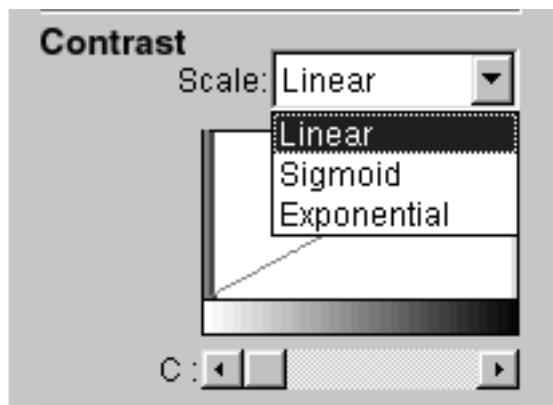 Contrast
Scale: Linear
Linear
Sigmoid
Exponential
C :